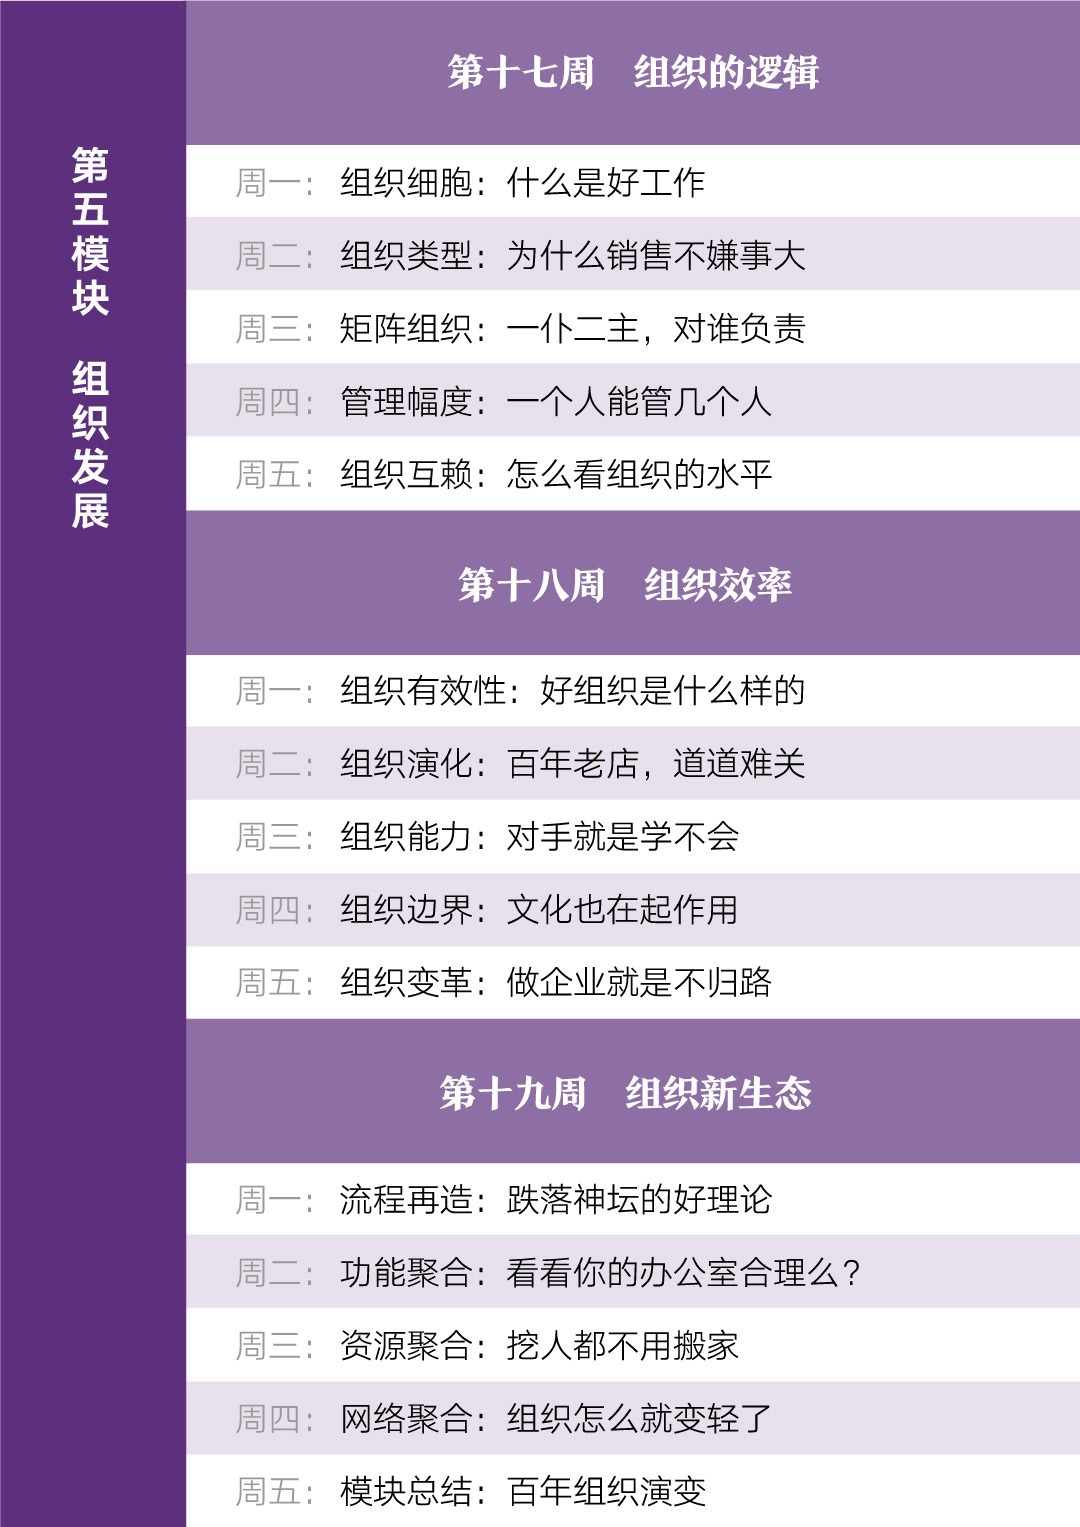 第五模块 组织发展
第十七周 组织的逻辑
周一：组织细胞：什么是好工作
周二：组织类型：为什么销售不嫌事大
周三：矩阵组织：一仆二主，对谁负责
周四：管理幅度：一个人能管几个人
周五：组织互赖：怎么看组织的水平
第十八周 组织效率
周一：组织有效性：好组织是什么样的
周二：组织演化：百年老店，道道难关
周三：组织能力：对手就是学不会
周四：组织边界：文化也在起作用
周五：组织变革：做企业就是不归路
第十九周 组织新生态
周一：流程再造：跌落神坛的好理论
周二：功能聚合：看看你的办公室合理么？
周三：资源聚合：挖人都不用搬家
周四：网络聚合：组织怎么就变轻了
周五：模块总结：百年组织演变